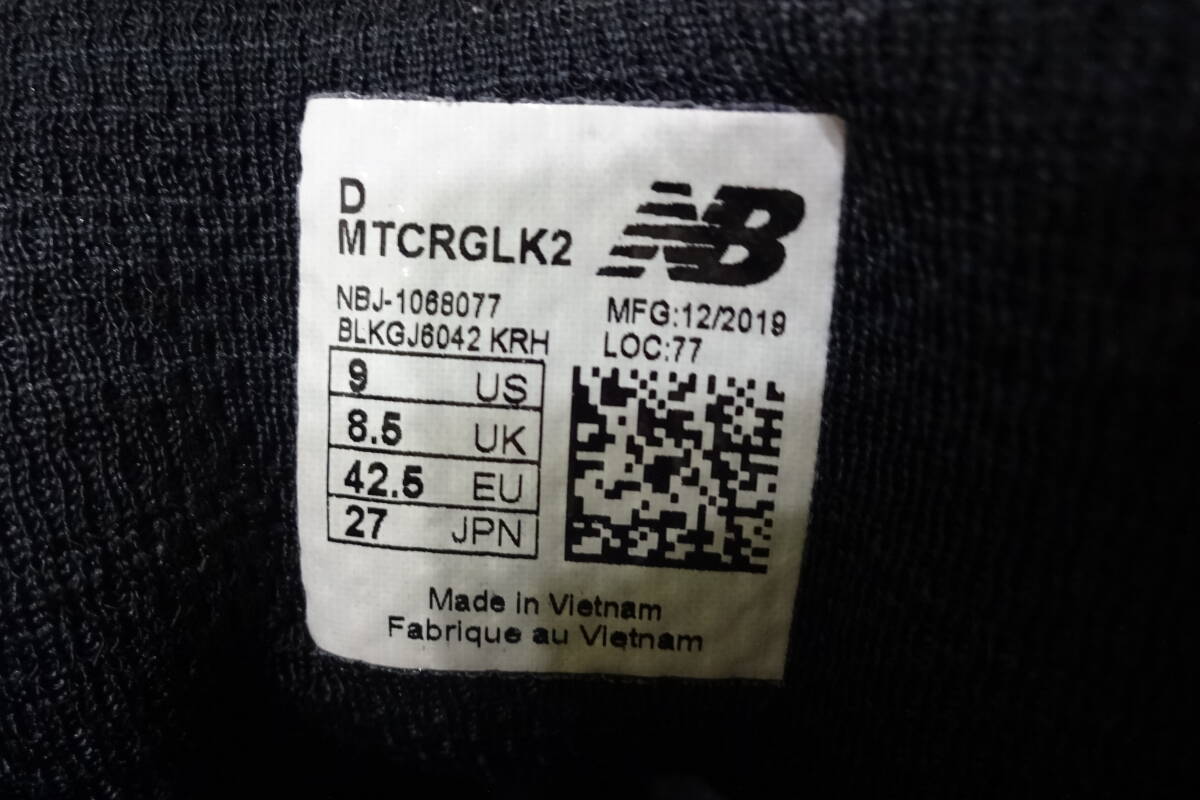 D
MTCRGLK2
NB
NBJ-1068077
BLKGJ6042 KRH
MFG:12/2019
LOC:77
9 US
8.5 UK
42.5 EU
27 JPN
Made in Vietnam
Fabrique au Vietnam